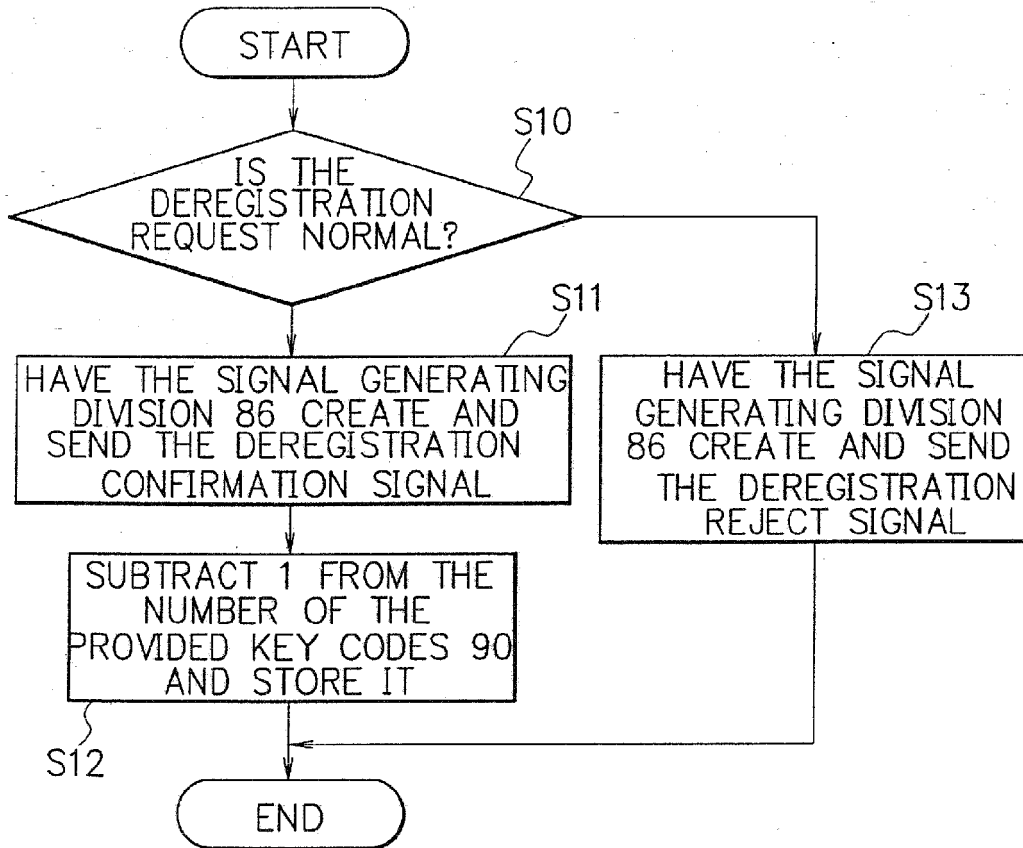 START
S10
IS THE
DEREGISTRATION
REQUEST NORMAL?
S11
HAVE THE SIGNAL GENERATING
DIVISION 86 CREATE AND
SEND THE DEREGISTRATION
CONFIRMATION SIGNAL
S13
HAVE THE SIGNAL
GENERATING DIVISION
86 CREATE AND SEND
THE DEREGISTRATION
REJECT SIGNAL
SUBTRACT 1 FROM THE
NUMBER OF THE
PROVIDED KEY CODES 90
AND STORE IT
S12
END